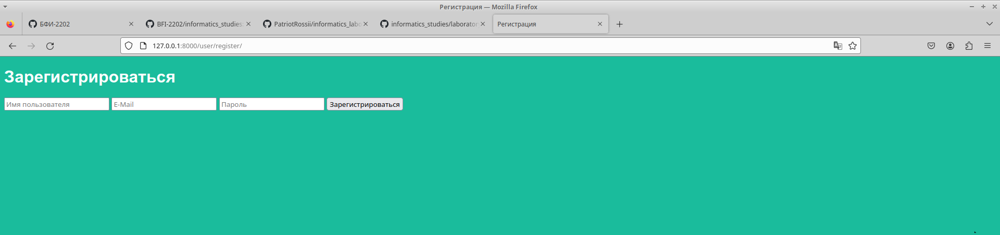 Регистрация — Mozilla Firefox
БФИ-2202
BFI-2202/informatics_studies
PatriotRossii/informatics_labo
informatics_studies/laborator
Регистрация
127.0.0.1:8000/user/register/
Зарегистрироваться
Имя пользователя
E-Mail
Пароль
Зарегистрироваться